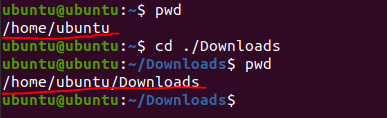 ubuntu@ubuntu:~$ pwd
/home/ubuntu
ubuntu@ubuntu:~$ cd ./Downloads
ubuntu@ubuntu:~/Downloads$ pwd
/home/ubuntu/Downloads
ubuntu@ubuntu:~/Downloads$